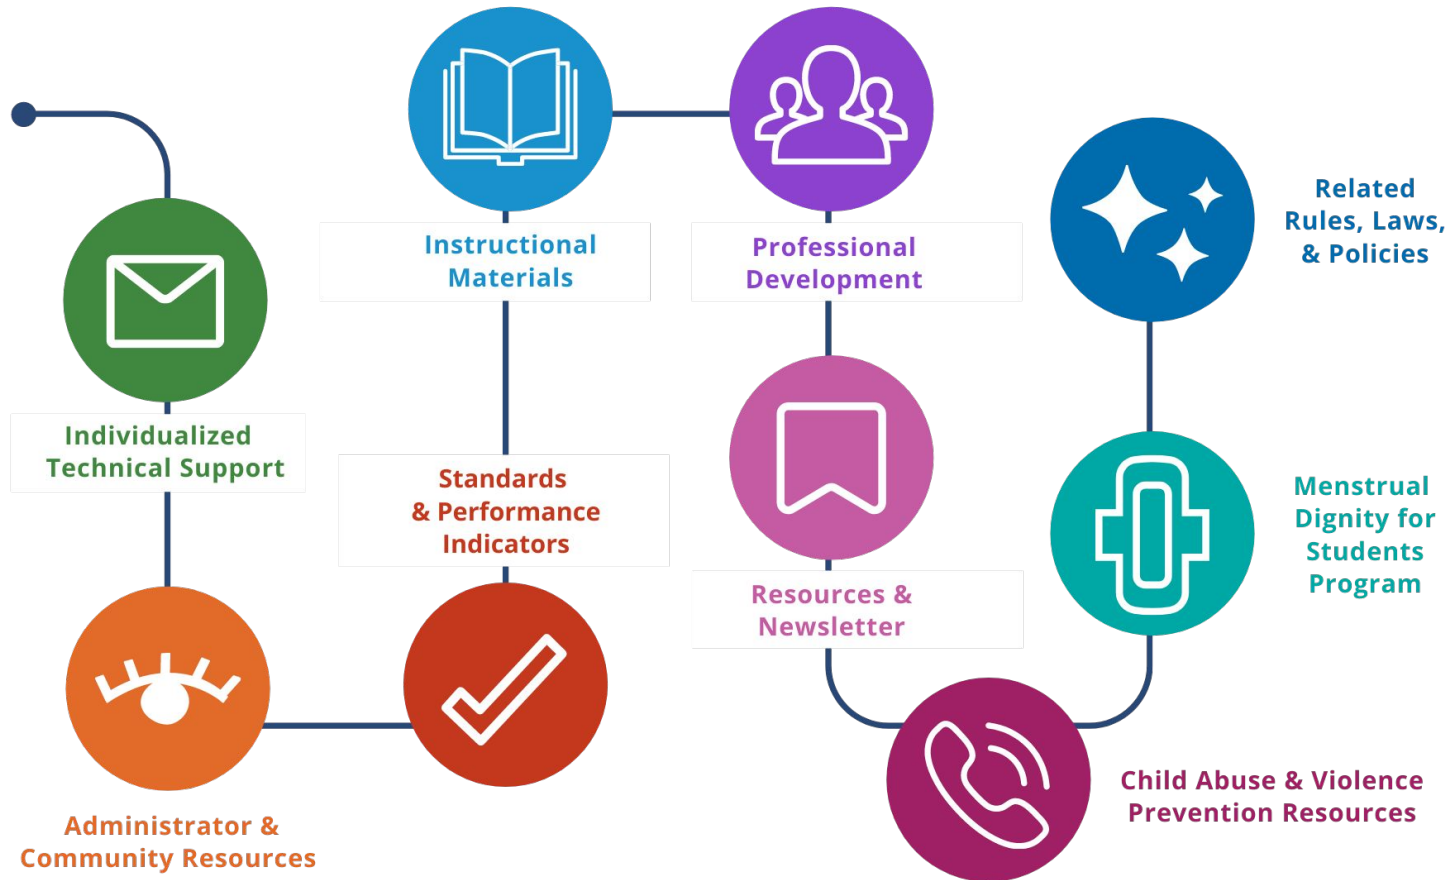 Individualized
Technical Support
Administrator &
Community Resources
Standards
& Performance
Indicators
Instructional
Materials
Professional
Development
Resources &
Newsletter
Child Abuse & Violence
Prevention Resources
Menstrual
Dignity for
Students
Program
Related
Rules, Laws,
& Policies